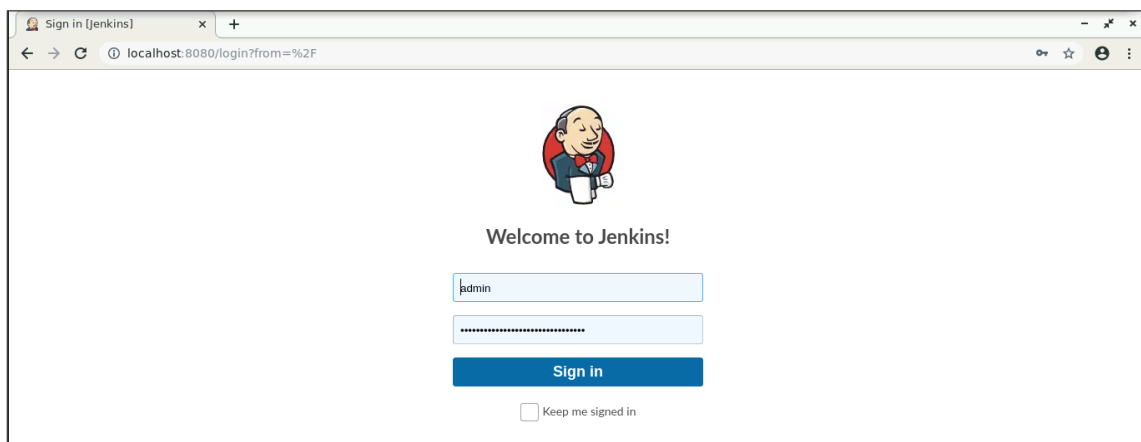 Sign in [Jenkins]
localhost:8080/login?from=%2F
Welcome to Jenkins!
admin
••••••••••••••••••••••••••••••••
Sign in
Keep me signed in